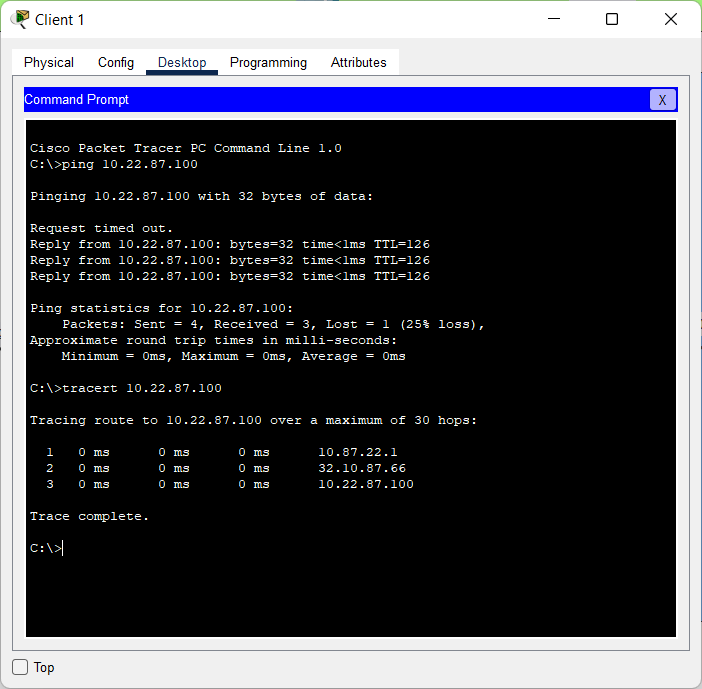 Client 1
Physical Config Desktop Programming Attributes
Command Prompt X
Cisco Packet Tracer PC Command Line 1.0
C:\>ping 10.22.87.100
Pinging 10.22.87.100 with 32 bytes of data:
Request timed out.
Reply from 10.22.87.100: bytes=32 time<1ms TTL=126
Reply from 10.22.87.100: bytes=32 time<1ms TTL=126
Reply from 10.22.87.100: bytes=32 time<1ms TTL=126
Ping statistics for 10.22.87.100:
    Packets: Sent = 4, Received = 3, Lost = 1 (25% loss),
Approximate round trip times in milli-seconds:
    Minimum = 0ms, Maximum = 0ms, Average = 0ms
C:\>tracert 10.22.87.100
Tracing route to 10.22.87.100 over a maximum of 30 hops:
  1   0 ms      0 ms      0 ms      10.87.22.1
  2   0 ms      0 ms      0 ms      32.10.87.66
  3   0 ms      0 ms      0 ms      10.22.87.100
Trace complete.
C:\>
Top